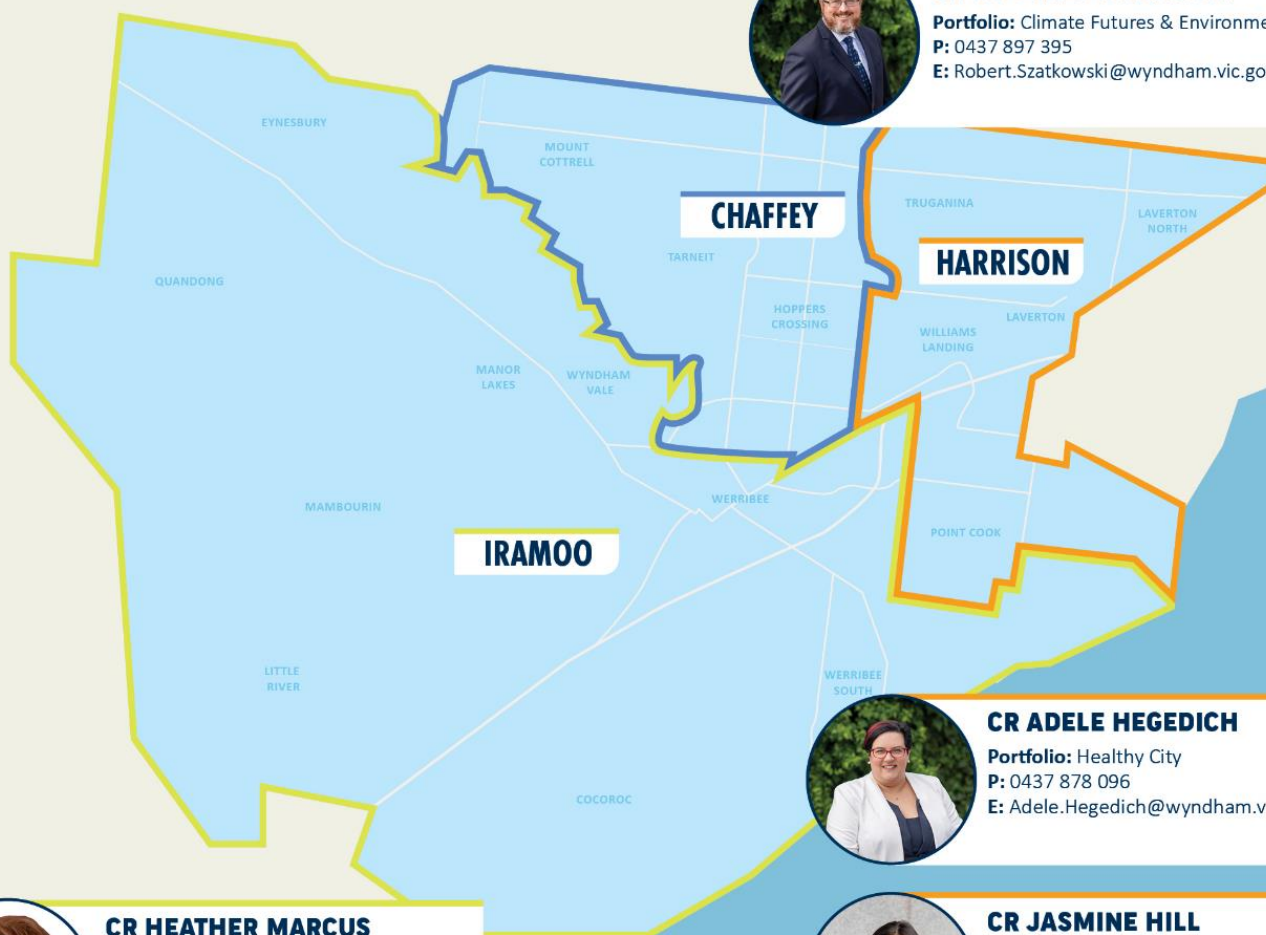 Portfolio: Climate Futures & Environme
P: 0437 897 395
E: Robert.Szatkowski@wyndham.vic.go
EYNESBURY
MOUNT
COTTRELL
CHAFFEY
TRUGANINA
LAVERTON
NORTH
TARNEIT
HARRISON
QUANDONG
HOPPERS
CROSSING
LAVERTON
WILLIAMS
LANDING
MANOR
LAKES
WYNDHAM
VALE
MAMBOURIN
WERRIBEE
POINT COOK
IRAMOO
LITTLE
RIVER
WERRIBEE
SOUTH
CR ADELE HEGEDICH
Portfolio: Healthy City
P: 0437 878 096
E: Adele.Hegedich@wyndham.v
COCOROC
CR HEATHER MARCUS
CR JASMINE HILL